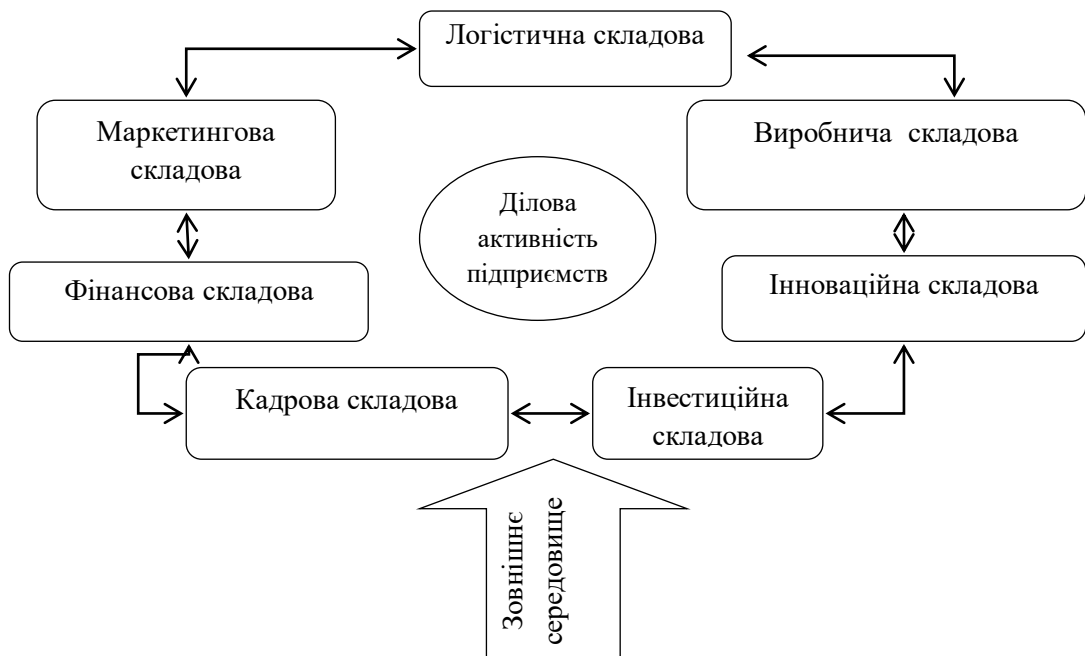 Логістична складова
Маркетингова
складова
Виробнича складова
Ділова
активність
підприємств
Фінансова складова
Інноваційна складова
Кадрова складова
Інвестиційна
складова
Зовнішнє
середовище